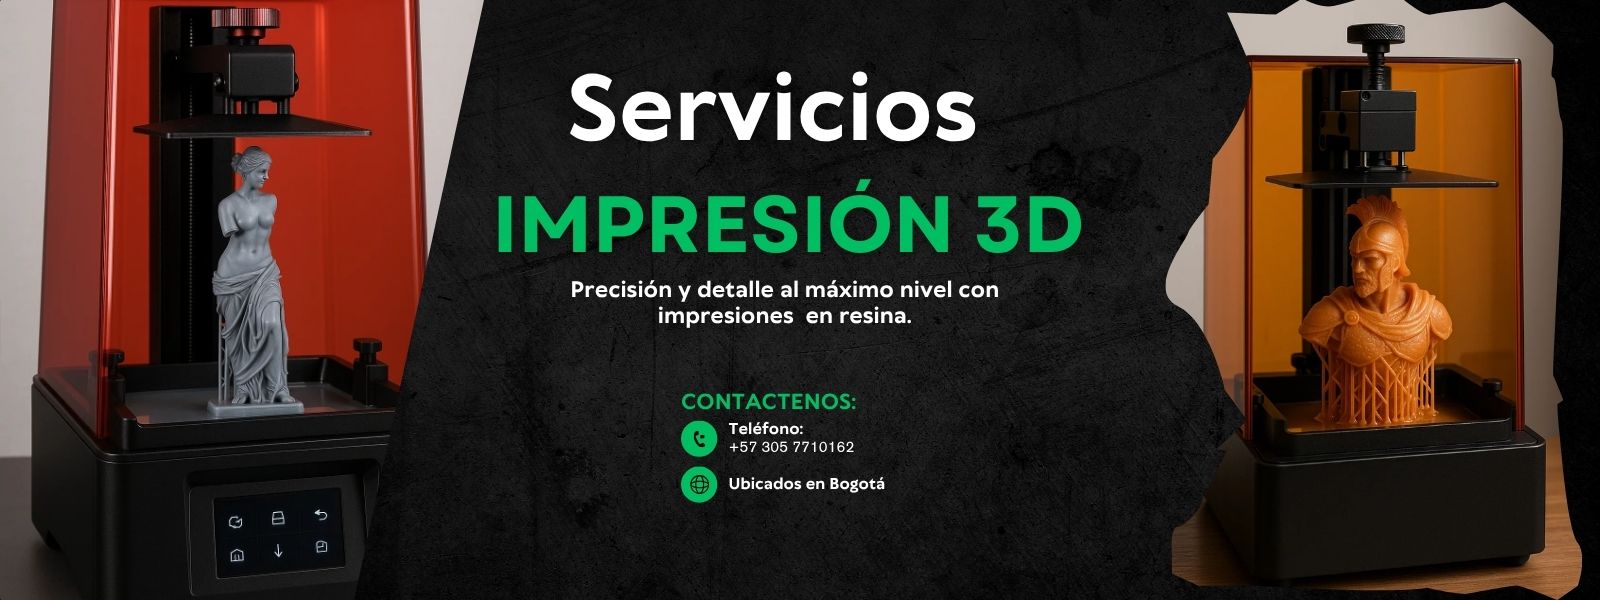 Servicios
IMPRESIÓN 3D
Precisión y detalle al máximo nivel con
impresiones en resina.
CONTACTENOS:
Teléfono:
+57 305 7710162
Ubicados en Bogotá